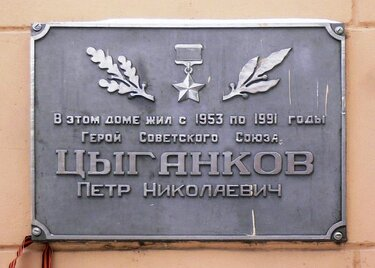 В этом доме жил с 1953 по 1991 годы
Герой Советского Союза
Цыганков
Петр Николаевич